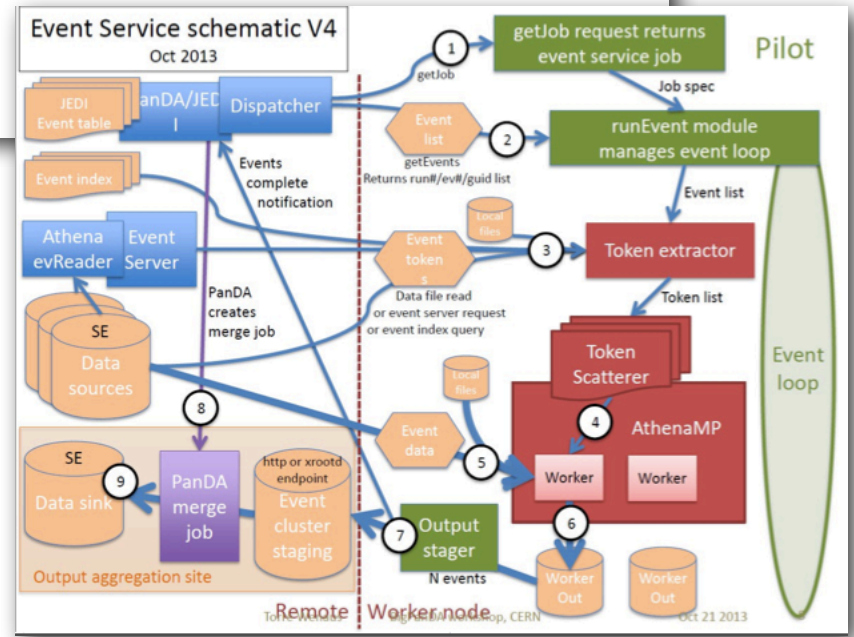 Event Service schematic V4
Oct 2013
1
getJob
getJob request returns
event service job
Pilot
Job spec
JEDI
Event table
PanDA/JED
I
Dispatcher
Event
list
2
getEvents
Returns run#/ev#/guid list
runEvent module
manages event loop
Events
complete
notification
Event index
Event list
Local
files
Athena
evReader
Event
Server
Event
token
s
3
Token extractor
Data file read
or event server request
or event index query
Token list
PanDA
creates
merge job
SE
Data
sources
Token
Scatterer
Event
loop
Local
files
8
4
AthenaMP
Event
data
5
Worker
Worker
SE
Data sink
9
PanDA
merge
job
http or xrootd
endpoint
Event
cluster
staging
7
Output
stager
6
N events
Worker
Out
Worker
Out
Output aggregation site
Remote
Worker node
Torre Wenaus
BigPanDA Workshop, CERN
Oct 21 2013